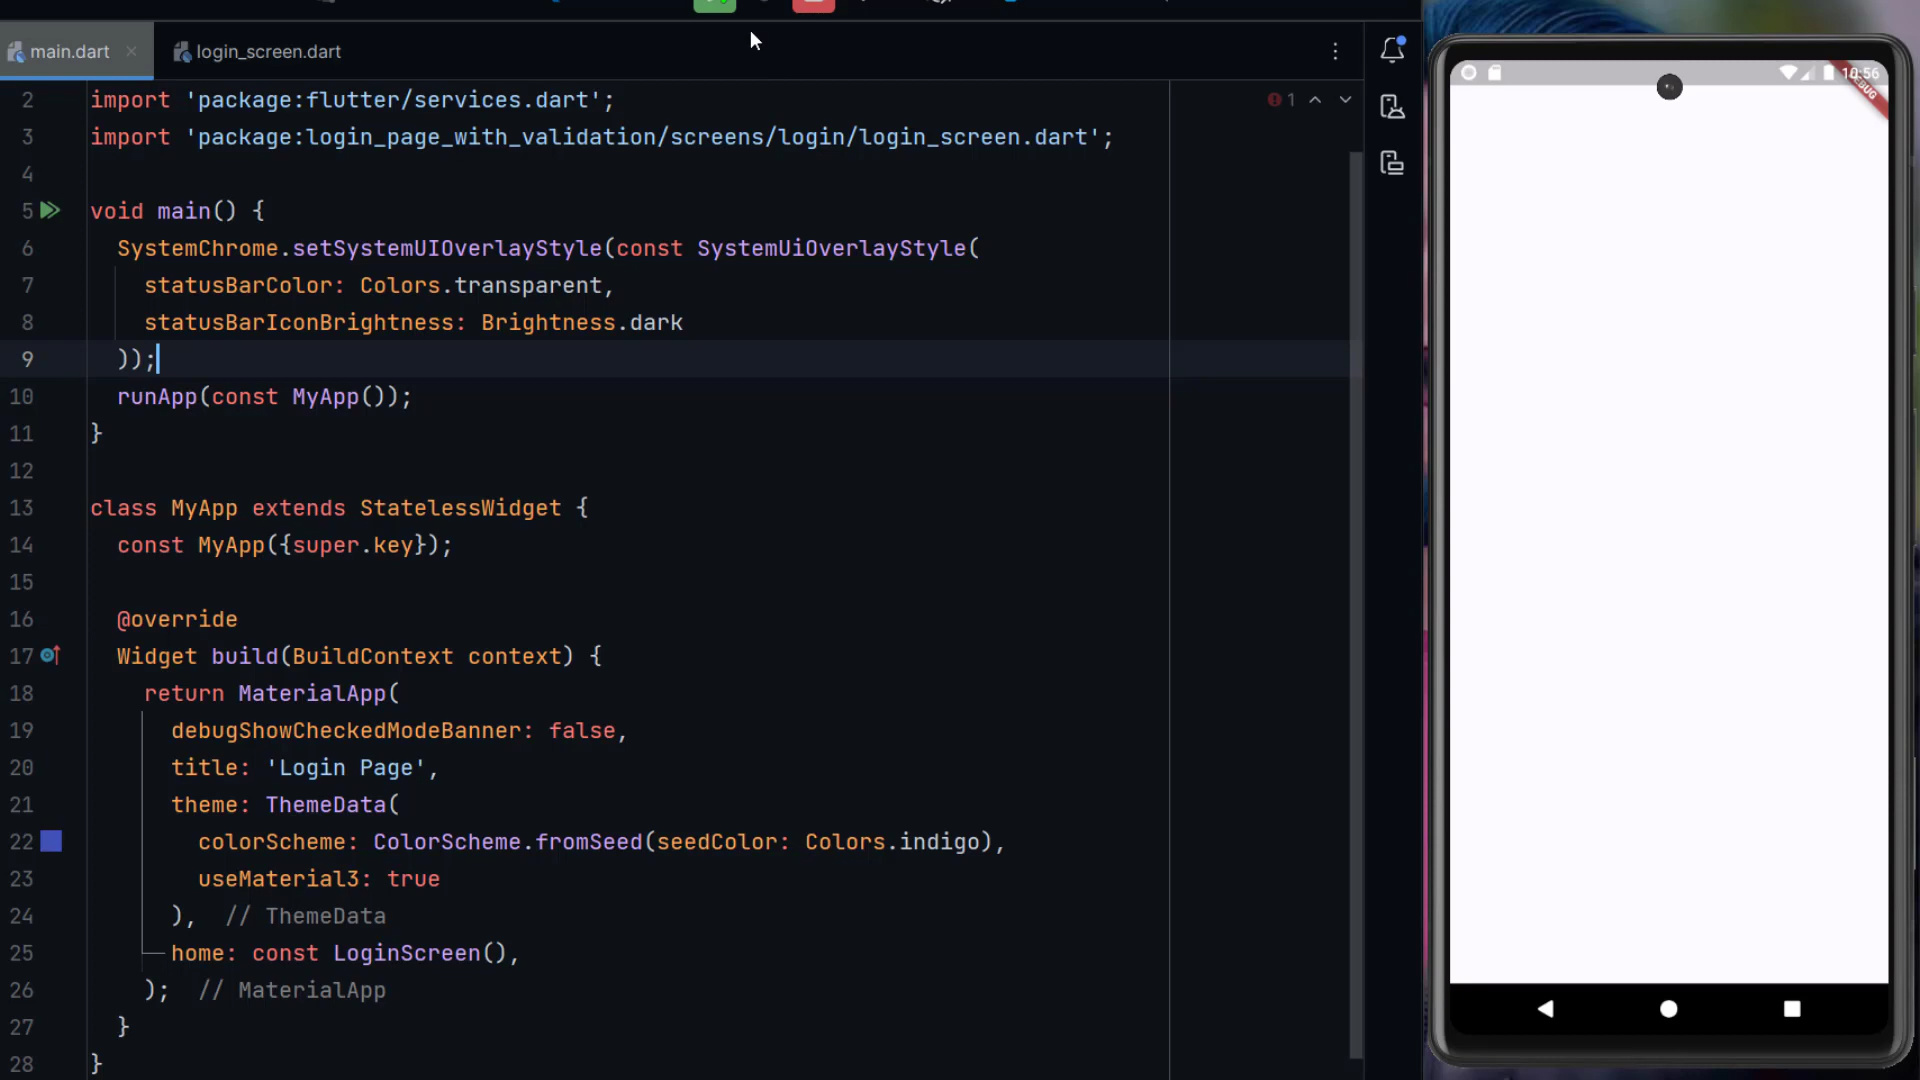 main.dart
login_screen.dart
2 import 'package:flutter/services.dart';
3 import 'package:login_page_with_validation/screens/login/login_screen.dart';
4
5 void main() {
6 SystemChrome.setSystemUIOverlayStyle(const SystemUiOverlayStyle(
7 statusBarColor: Colors.transparent,
8 statusBarIconBrightness: Brightness.dark
9 ));
10 runApp(const MyApp());
11 }
12
13 class MyApp extends StatelessWidget {
14 const MyApp({super.key});
15
16 @override
17 Widget build(BuildContext context) {
18 return MaterialApp(
19 debugShowCheckedModeBanner: false,
20 title: 'Login Page',
21 theme: ThemeData(
22 colorScheme: ColorScheme.fromSeed(seedColor: Colors.indigo),
23 useMaterial3: true
24 ), // ThemeData
25 home: const LoginScreen(),
26 ); // MaterialApp
27 }
28 }
1
10:56
DEBUG